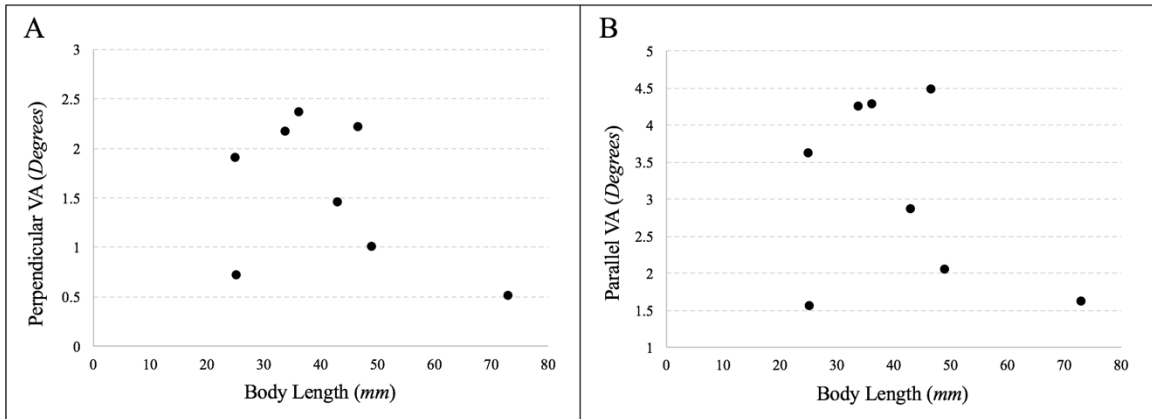 A
Perpendicular VA (Degrees)
3
2.5
2
1.5
1
0.5
0
0 10 20 30 40 50 60 70 80
Body Length (mm)
B
Parallel VA (Degrees)
5
4.5
4
3.5
3
2.5
2
1.5
1
0 10 20 30 40 50 60 70 80
Body Length (mm)